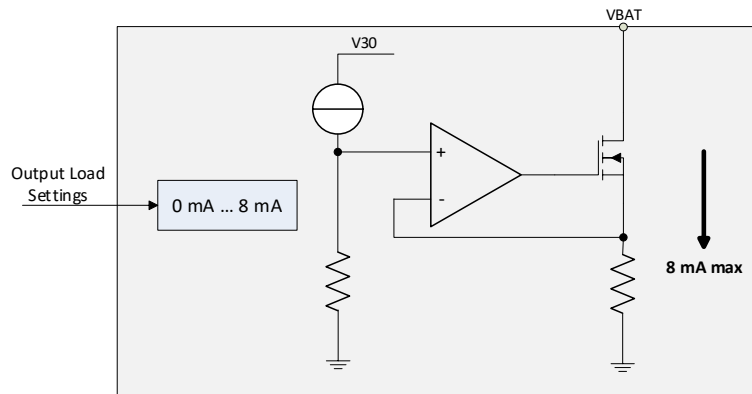 VBAT
V30
+
-
Output Load
Settings
0 mA ... 8 mA
8 mA max